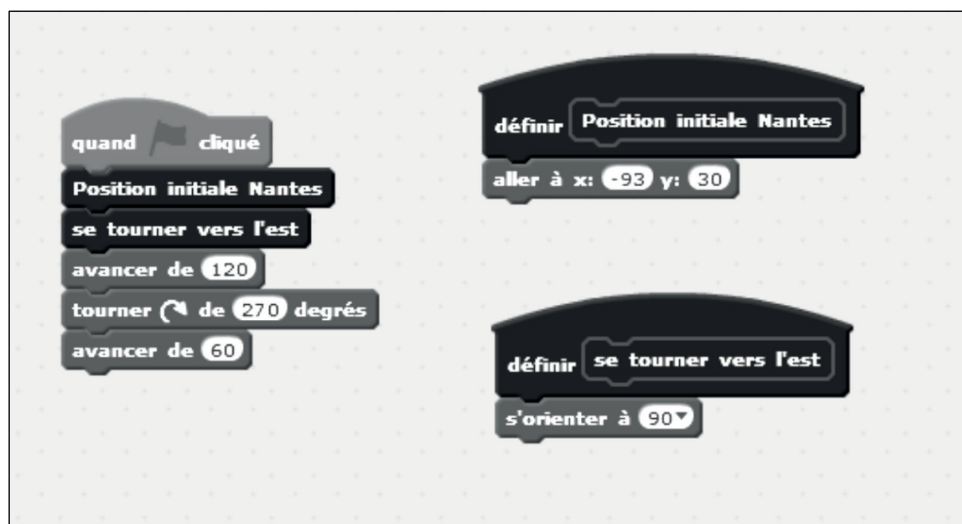 quand cliqué
Position initiale Nantes
se tourner vers l'est
avancer de 120
tourner de 270 degrés
avancer de 60
définir Position initiale Nantes
aller à x: -93 y: 30
définir se tourner vers l'est
s'orienter à 90